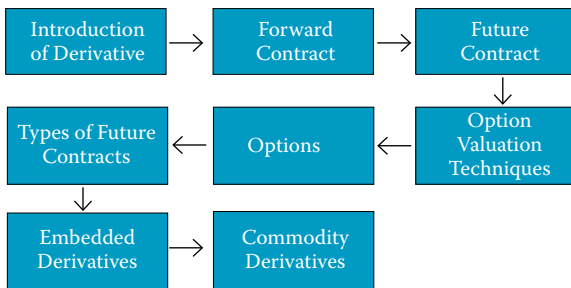 Introduction
of Derivative
Forward
Contract
Future
Contract
Types of Future
Contracts
Options
Option
Valuation
Techniques
Embedded
Derivatives
Commodity
Derivatives